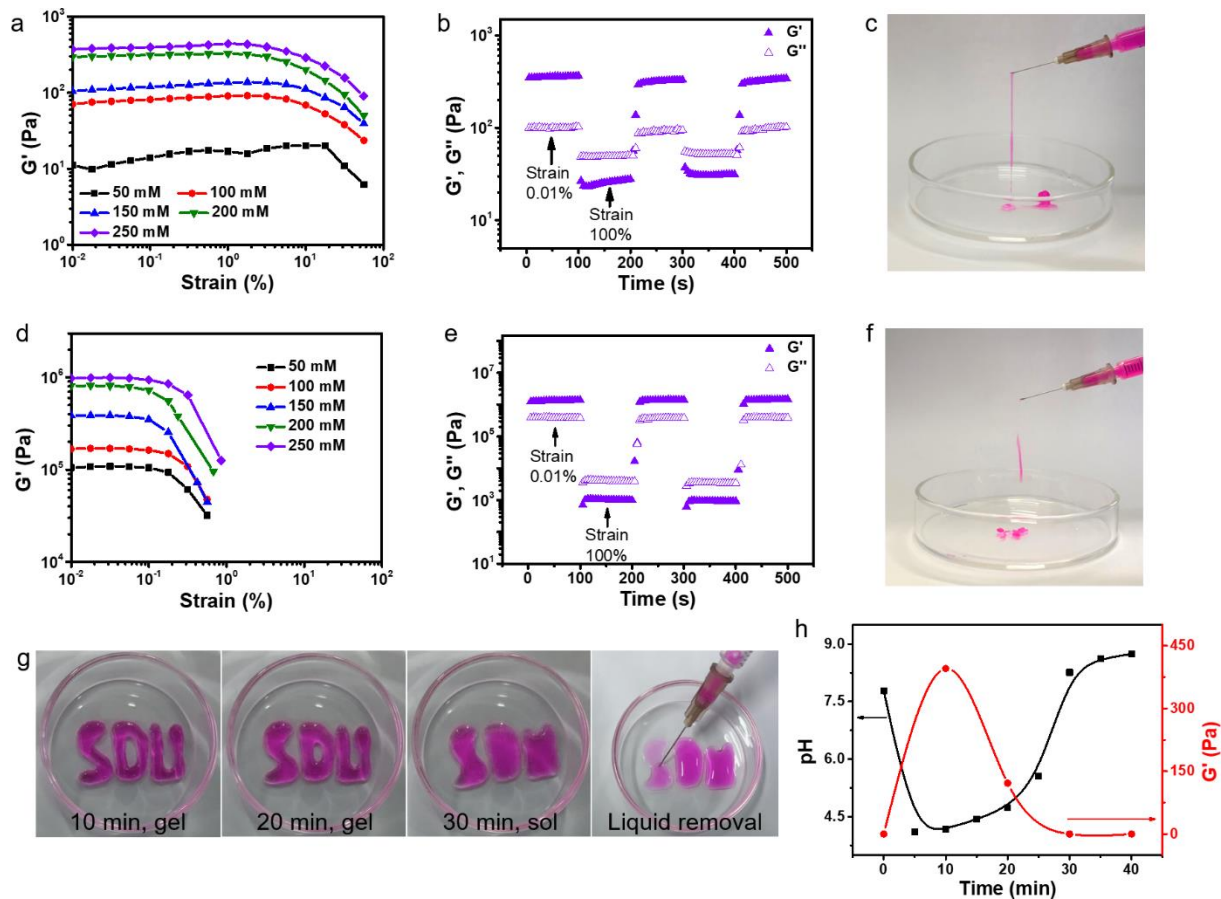 a
G' (Pa)
10³
10²
10¹
10⁰
50 mM
100 mM
150 mM
200 mM
250 mM
10⁻² 10⁻¹ 10⁰ 10¹ 10²
Strain (%)
b
G', G'' (Pa)
10³
10²
10¹
G'
G''
Strain
0.01%
Strain
100%
0 100 200 300 400 500
Time (s)
c
d
G' (Pa)
10⁶
10⁵
10⁴
50 mM
100 mM
150 mM
200 mM
250 mM
10⁻² 10⁻¹ 10⁰ 10¹ 10²
Strain (%)
e
G', G'' (Pa)
10⁷
10⁵
10³
10¹
G'
G''
Strain
0.01%
Strain
100%
0 100 200 300 400 500
Time (s)
f
g
SDU
10 min, gel
SDU
20 min, gel
SDU
30 min, sol
Liquid removal
h
pH
9.0
7.5
6.0
4.5
450
300
150
0
G' (Pa)
0 10 20 30 40
Time (min)